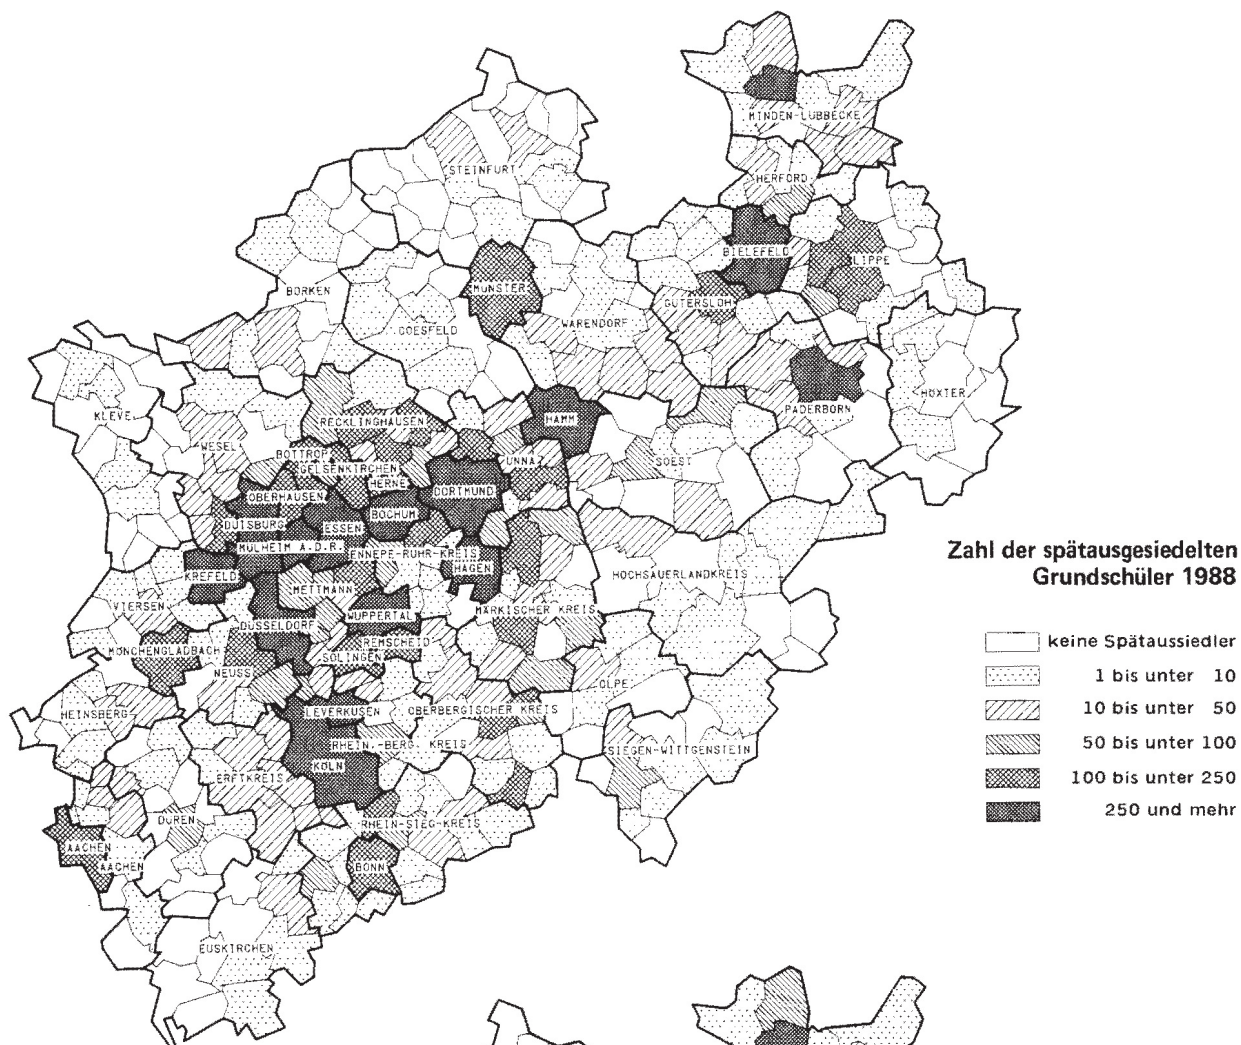 MINDEN-LÜBBECKE
STEINFURT
HERFORD
BIELEFELD
LIPPE
MÜNSTER
BORKEN
GÜTERSLOH
COESFELD
WARENDORF
HÖXTER
PADERBORN
KLEVE
RECKLINGHAUSEN
HAMM
WESEL
BOTTROP
GELSENKIRCHEN
UNNA
SOEST
HERNE
DORTMUND
OBERHAUSEN
BOCHUM
DUISBURG
ESSEN
MÜLHEIM A.D.R.
ENNEPE-RUHR-KREIS
HAGEN
KREFELD
HOCHSAUERLANDKREIS
METTMANN
VIERSEN
WUPPERTAL
MÄRKISCHER KREIS
DÜSSELDORF
REMSCHEID
MÖNCHENGLADBACH
SOLINGEN
NEUSS
OLPE
HEINSBERG
LEVERKUSEN
OBERBERGISCHER KREIS
RHEIN.-BERG. KREIS
SIEGEN-WITTGENSTEIN
KÖLN
ERFTKREIS
DÜREN
RHEIN-SIEG-KREIS
AACHEN
AACHEN
BONN
EUSKIRCHEN
Zahl der spätausgesiedelten
Grundschüler 1988
keine Spätaussiedler
1 bis unter 10
10 bis unter 50
50 bis unter 100
100 bis unter 250
250 und mehr